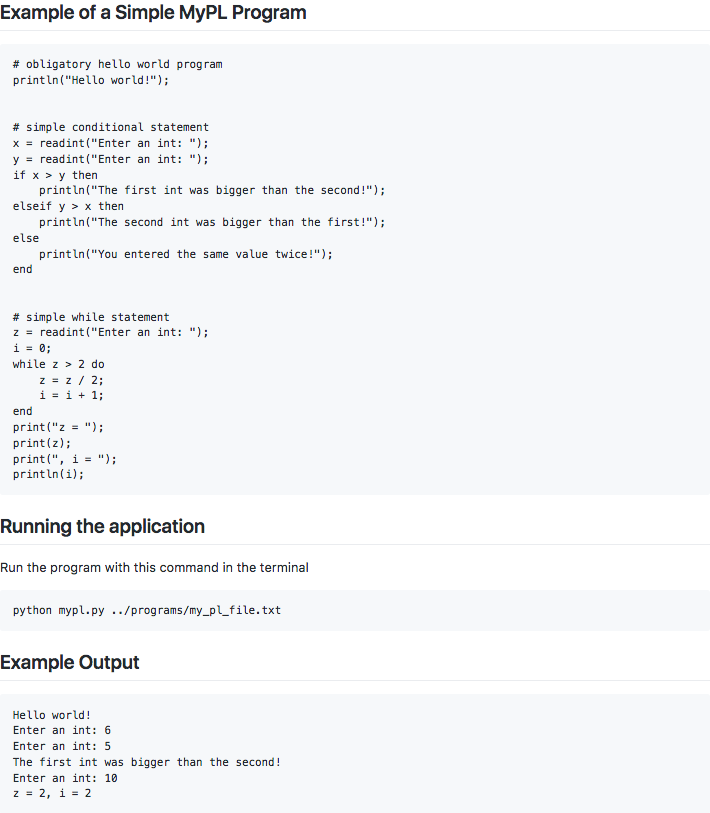 Example of a Simple MyPL Program
# obligatory hello world program
println("Hello world!");
# simple conditional statement
x = readint("Enter an int: ");
y = readint("Enter an int: ");
if x > y then
    println("The first int was bigger than the second!");
elseif y > x then
    println("The second int was bigger than the first!");
else
    println("You entered the same value twice!");
end
# simple while statement
z = readint("Enter an int: ");
i = 0;
while z > 2 do
    z = z / 2;
    i = i + 1;
end
print("z = ");
print(z);
print(", i = ");
println(i);
Running the application
Run the program with this command in the terminal
python mypl.py ../programs/my_pl_file.txt
Example Output
Hello world!
Enter an int: 6
Enter an int: 5
The first int was bigger than the second!
Enter an int: 10
z = 2, i = 2